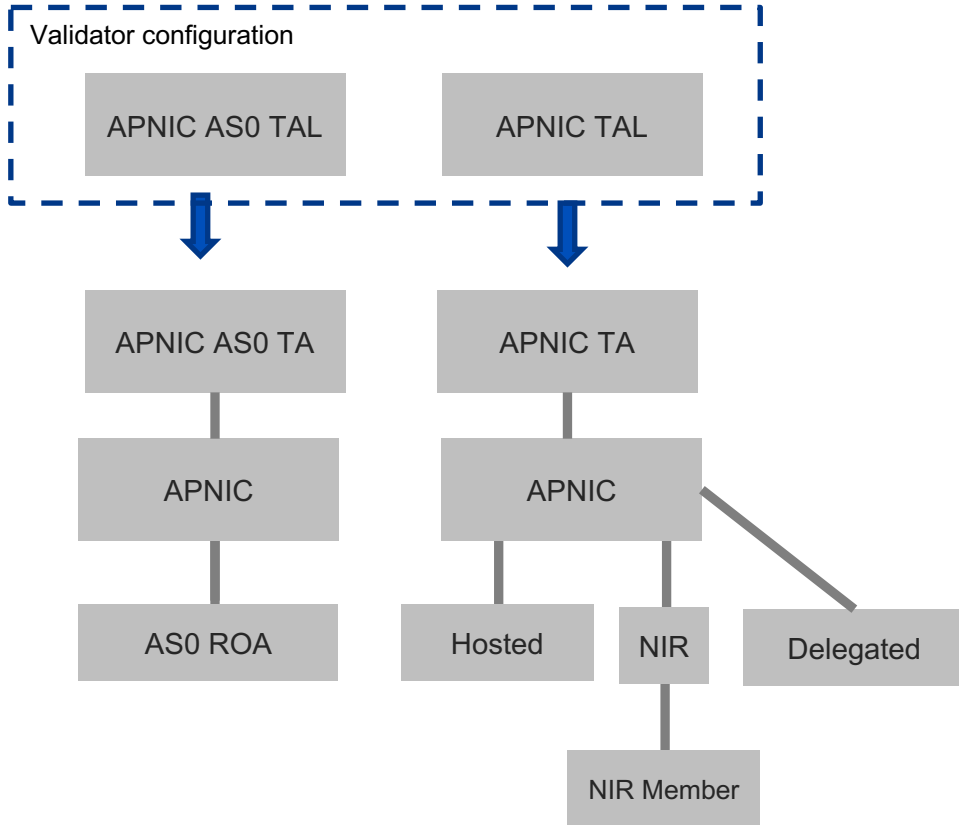 Validator configuration
APNIC AS0 TAL
APNIC TAL
APNIC AS0 TA
APNIC TA
APNIC
APNIC
AS0 ROA
Hosted
NIR
Delegated
NIR Member